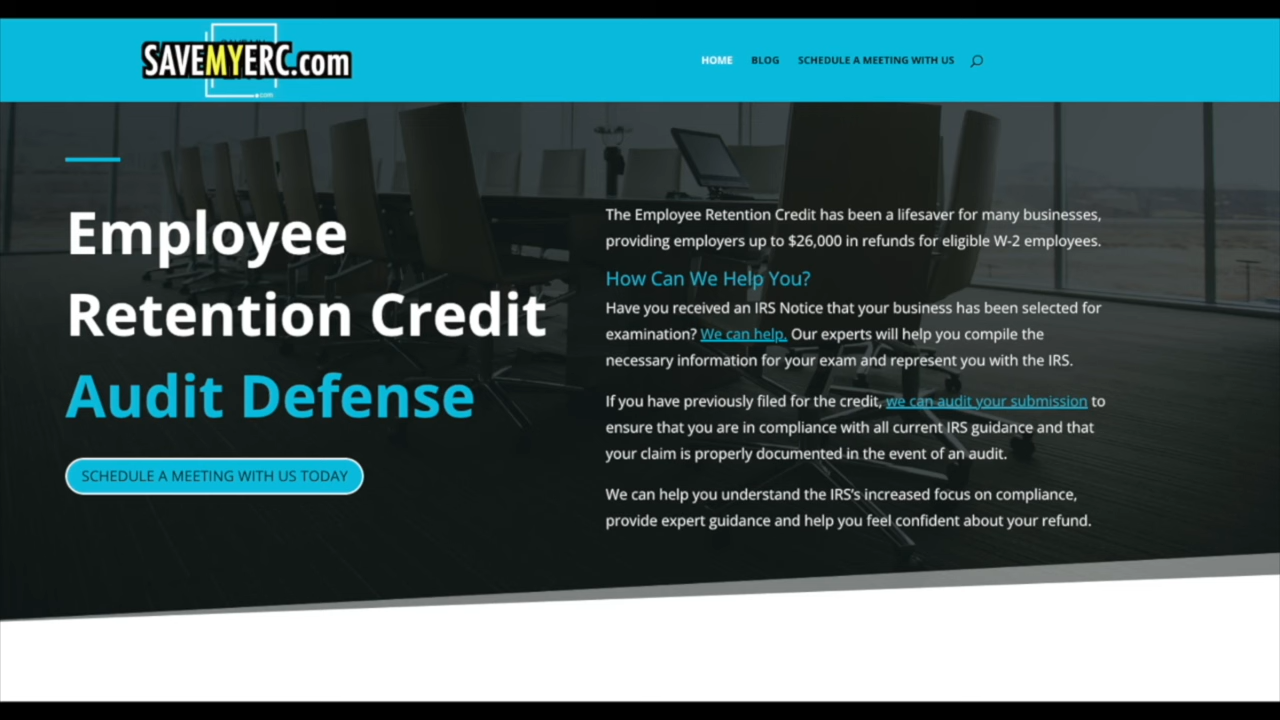 SAVEMYERC.com
.com
HOME BLOG SCHEDULE A MEETING WITH US
Employee
Retention Credit
Audit Defense
SCHEDULE A MEETING WITH US TODAY
The Employee Retention Credit has been a lifesaver for many businesses,
providing employers up to $26,000 in refunds for eligible W-2 employees.
How Can We Help You?
Have you received an IRS Notice that your business has been selected for
examination? We can help. Our experts will help you compile the
necessary information for your exam and represent you with the IRS.
If you have previously filed for the credit, we can audit your submission to
ensure that you are in compliance with all current IRS guidance and that
your claim is properly documented in the event of an audit.
We can help you understand the IRS's increased focus on compliance,
provide expert guidance and help you feel confident about your refund.